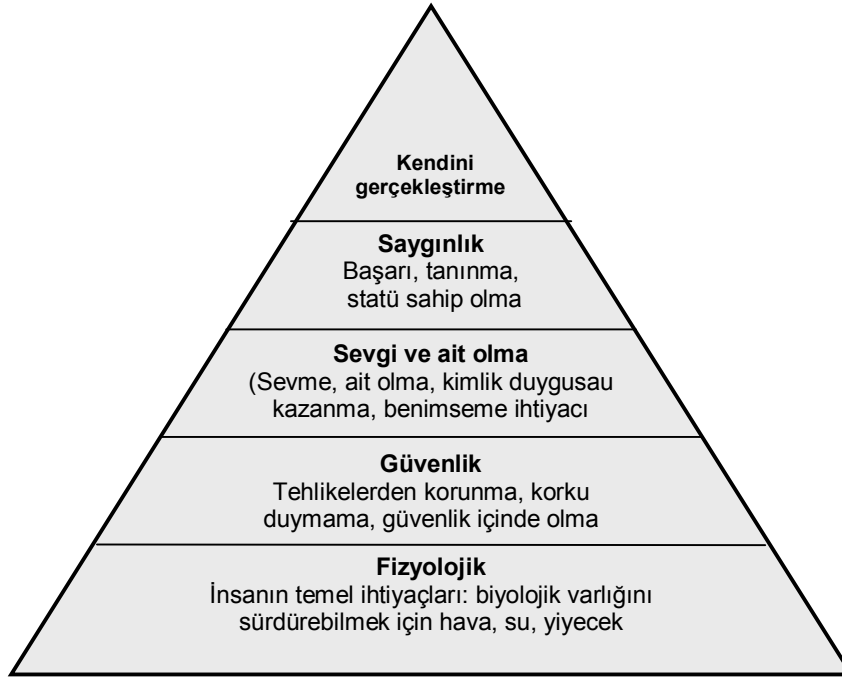 Kendini
gerçekleştirme
Saygınlık
Başarı, tanınma,
statü sahip olma
Sevgi ve ait olma
(Sevme, ait olma, kimlik duygusau
kazanma, benimseme ihtiyacı
Güvenlik
Tehlikelerden korunma, korku
duymama, güvenlik içinde olma
Fizyolojik
İnsanın temel ihtiyaçları: biyolojik varlığını
sürdürebilmek için hava, su, yiyecek